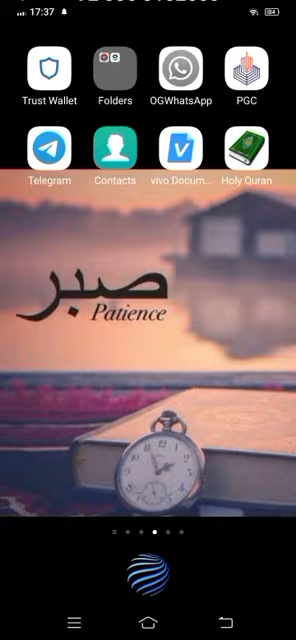 17:37
Trust Wallet
Folders
OGWhatsApp
PGC
Telegram
Contacts
vivo Docum...
Holy Quran
صبر
Patience